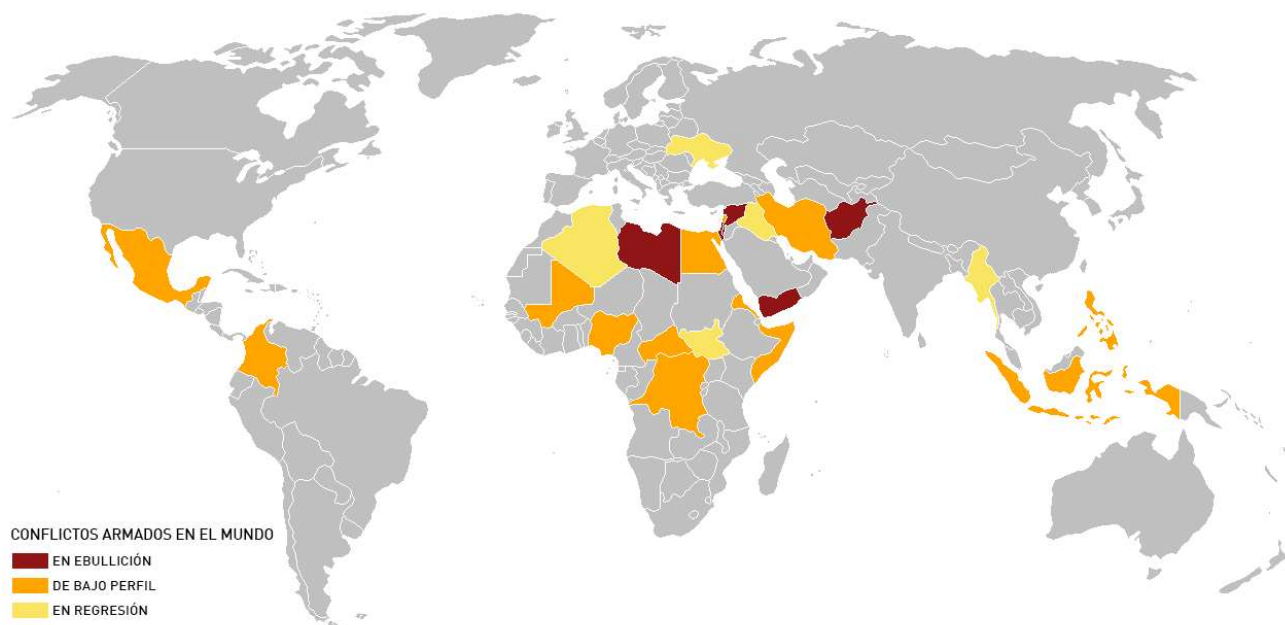 CONFLICTOS ARMADOS EN EL MUNDO
EN EBULLICIÓN
DE BAJO PERFIL
EN REGRESIÓN